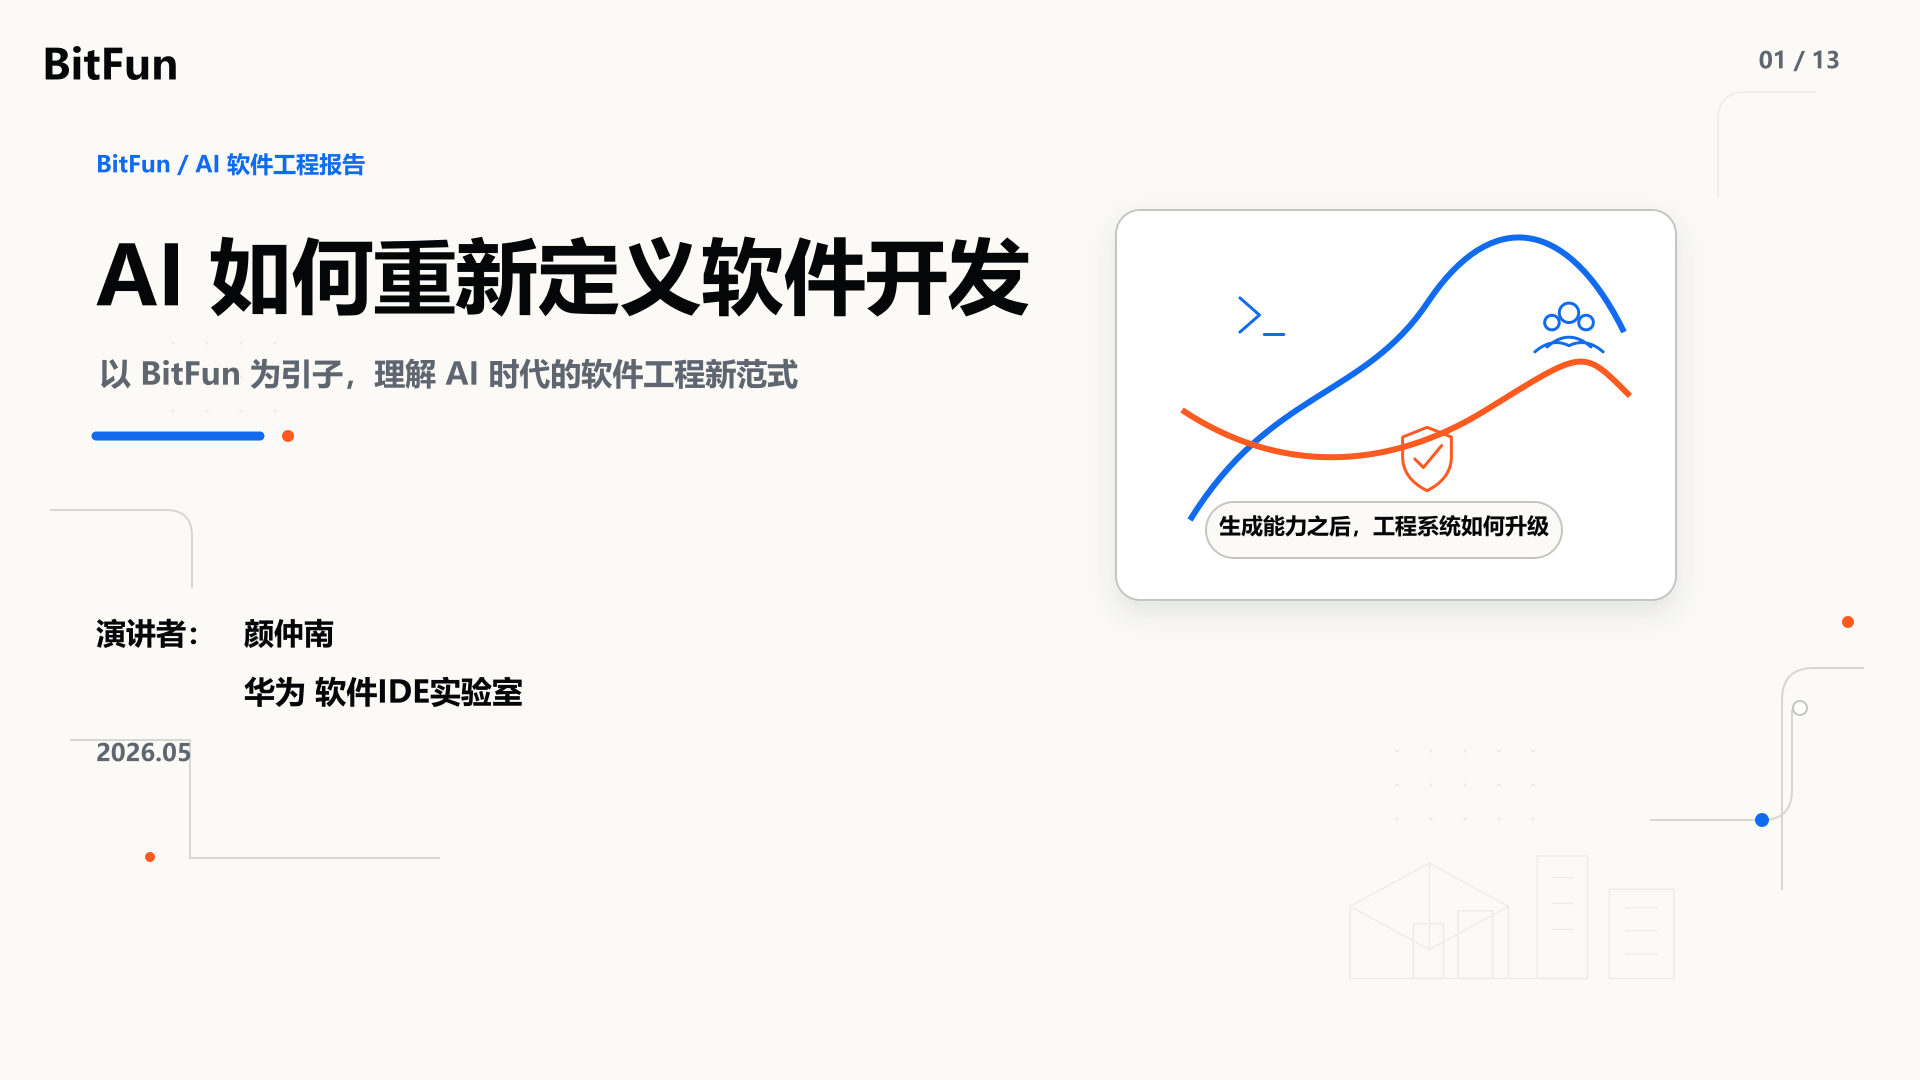 BitFun
01 / 13
BitFun / AI 软件工程报告
AI 如何重新定义软件开发
以 BitFun 为引子，理解 AI 时代的软件工程新范式
生成能力之后，工程系统如何升级
演讲者： 颜仲南
华为 软件IDE实验室
2026.05